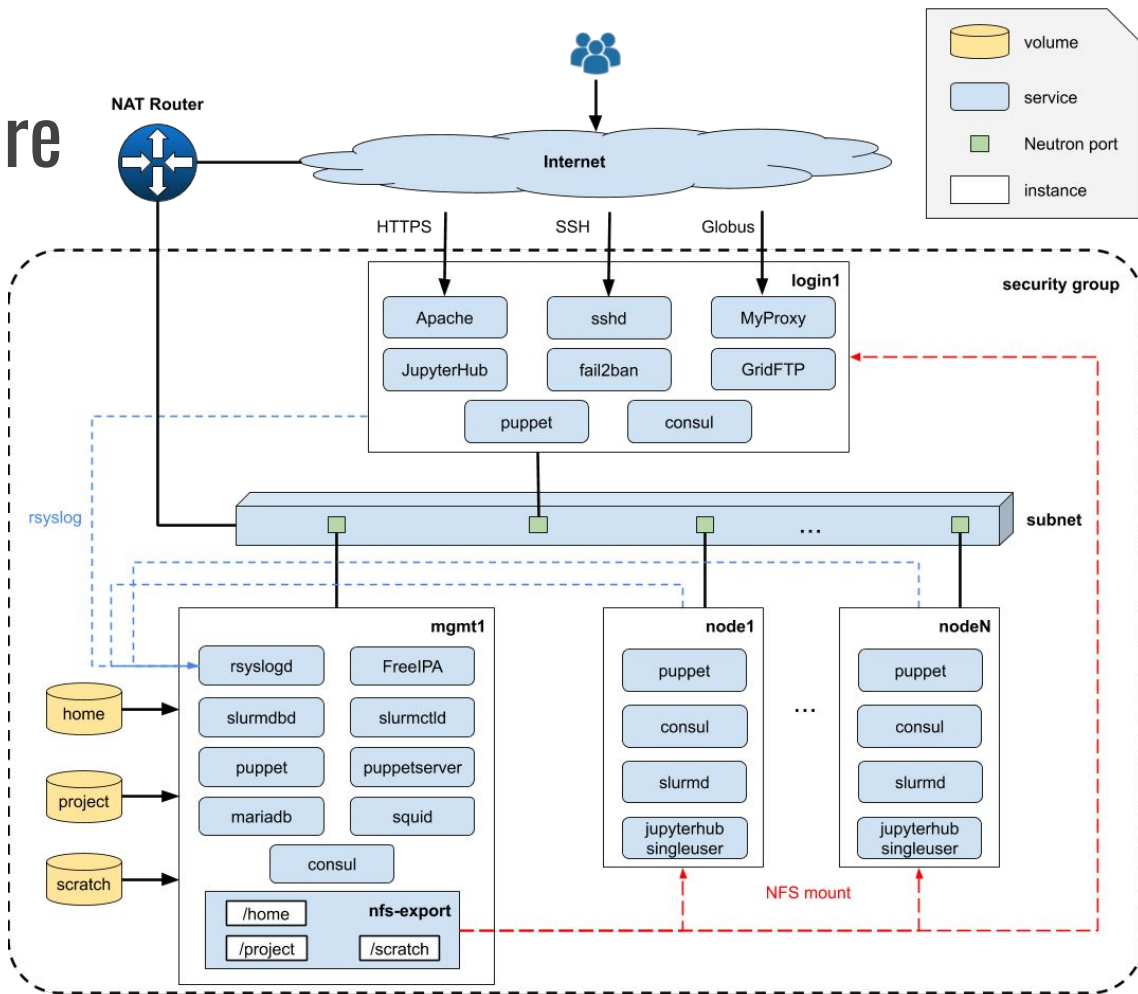 re
NAT Router
Internet
volume
service
Neutron port
instance
HTTPS
SSH
Globus
security group
login1
Apache
sshd
MyProxy
JupyterHub
fail2ban
GridFTP
puppet
consul
rsyslog
...
subnet
mgmt1
rsyslogd
FreeIPA
slurmdbd
slurmctld
puppet
puppetserver
mariadb
squid
consul
nfs-export
/home
/project
/scratch
home
project
scratch
node1
puppet
consul
slurmd
jupyterhub
singleuser
...
nodeN
puppet
consul
slurmd
jupyterhub
singleuser
NFS mount